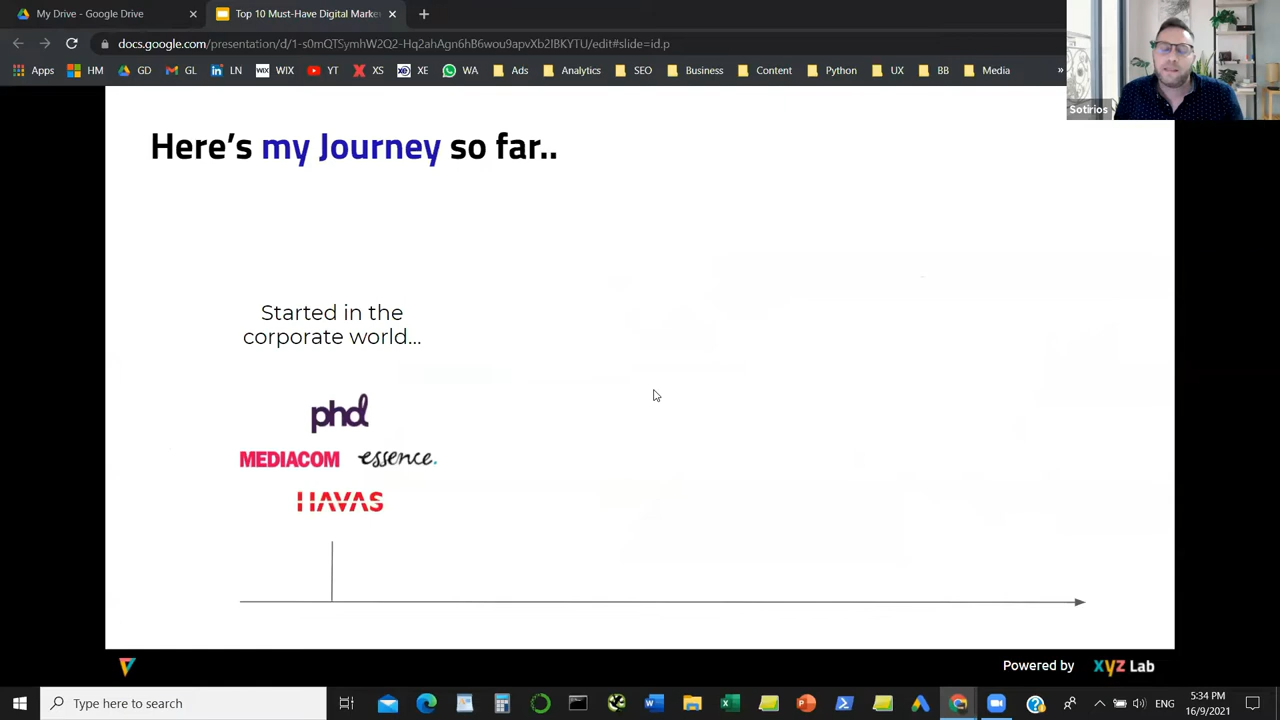 My Drive - Google Drive
Top 10 Must-Have Digital Marke
docs.google.com/presentation/d/1-s0mQTSymhW2Q2-Hq2ahAgn6hB6wou9apvXb2IBKYTU/edit#slide=id.p
Apps HM GD GL LN WIX YT XS XE WA Ads Analytics SEO Business Content Python UX BB Media »
Sotirios
Here's my Journey so far..
Started in the
corporate world...
phd
MEDIACOM essence.
HAVAS
Powered by XYZ Lab
Type here to search
ENG
5:34 PM
16/9/2021